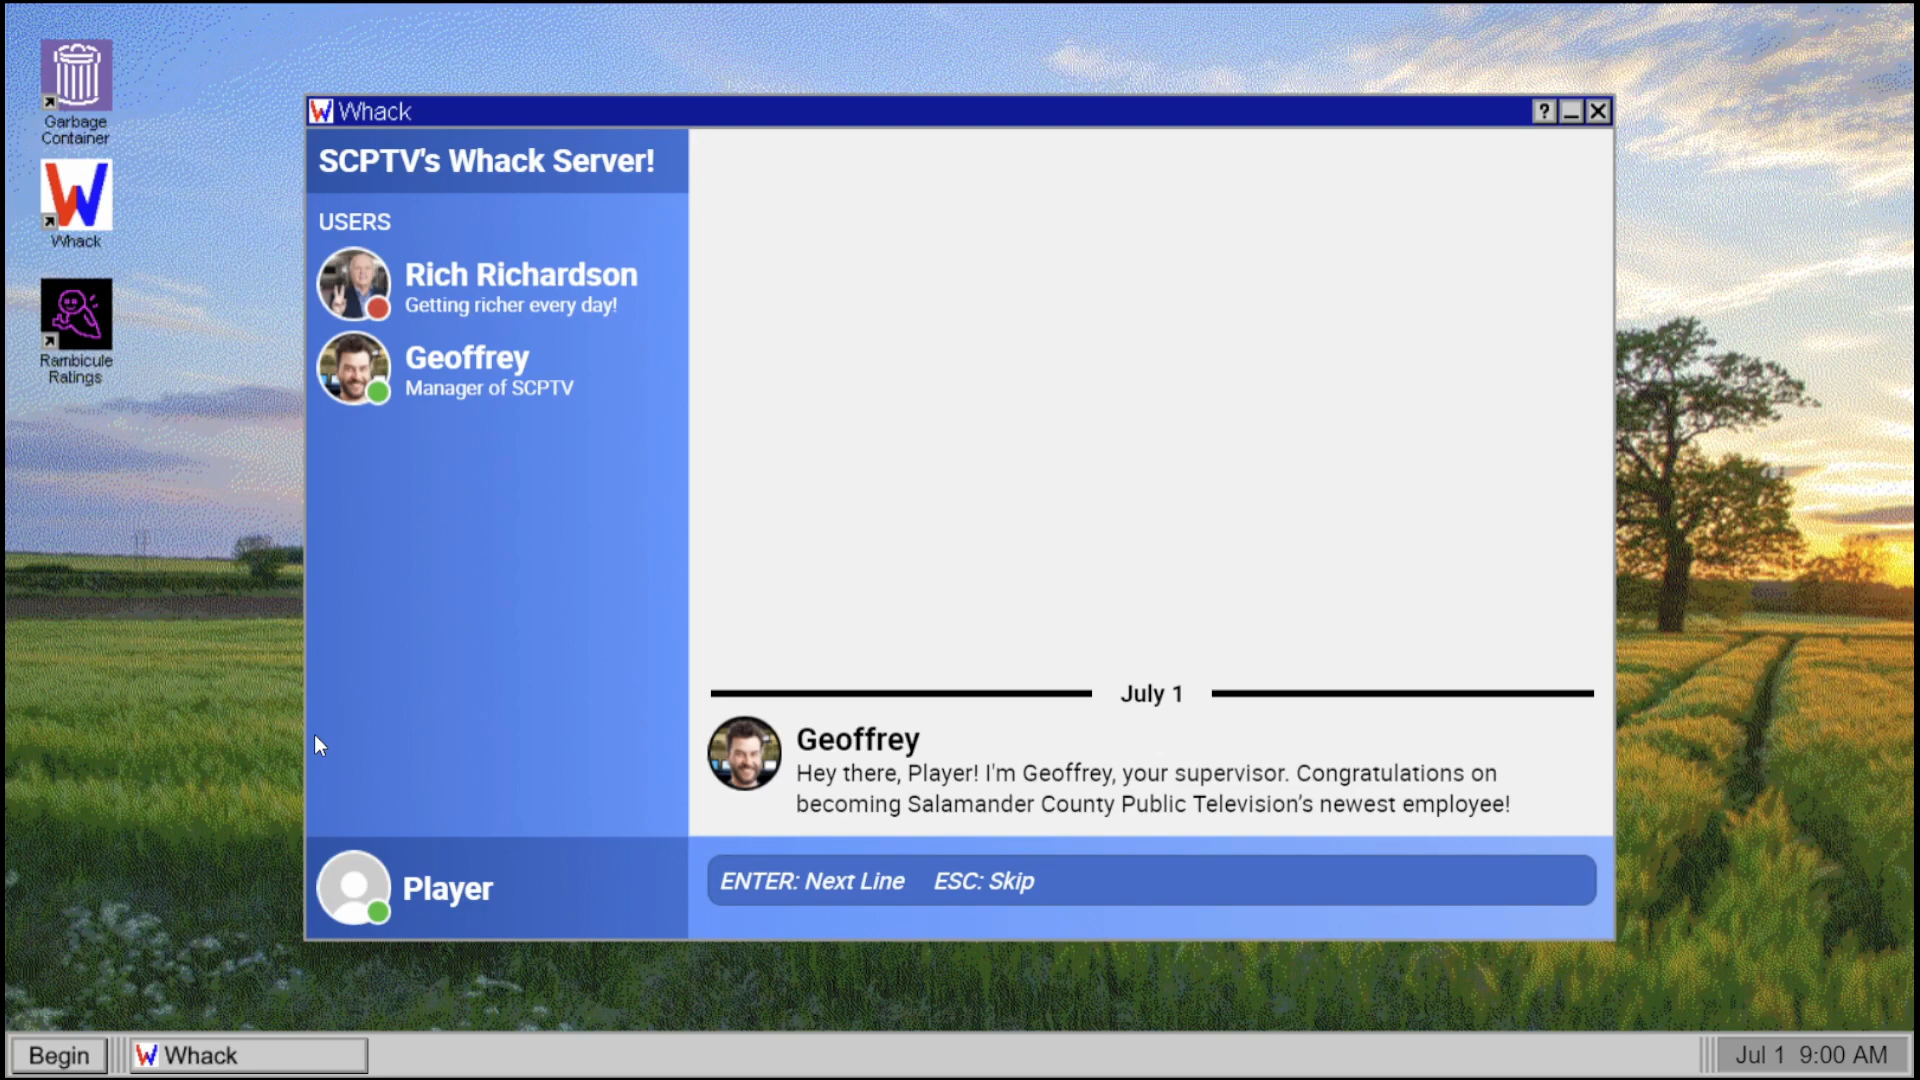 Garbage
Container
Whack
Rambicule
Ratings
W Whack
? _ X
SCPTV's Whack Server!
USERS
Rich Richardson
Getting richer every day!
Geoffrey
Manager of SCPTV
July 1
Geoffrey
Hey there, Player! I'm Geoffrey, your supervisor. Congratulations on
becoming Salamander County Public Television's newest employee!
Player
ENTER: Next Line ESC: Skip
Begin
W Whack
Jul 1 9:00 AM